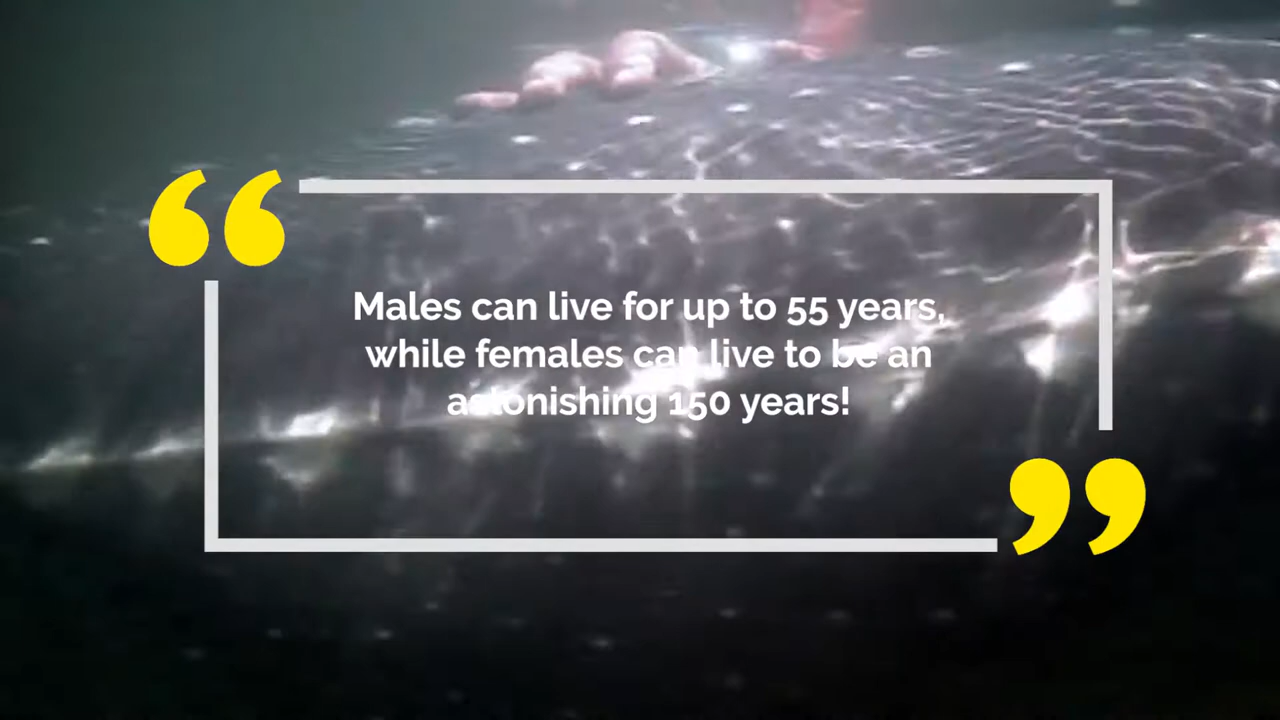 Males can live for up to 55 years,
while females can live to be an
astonishing 150 years!